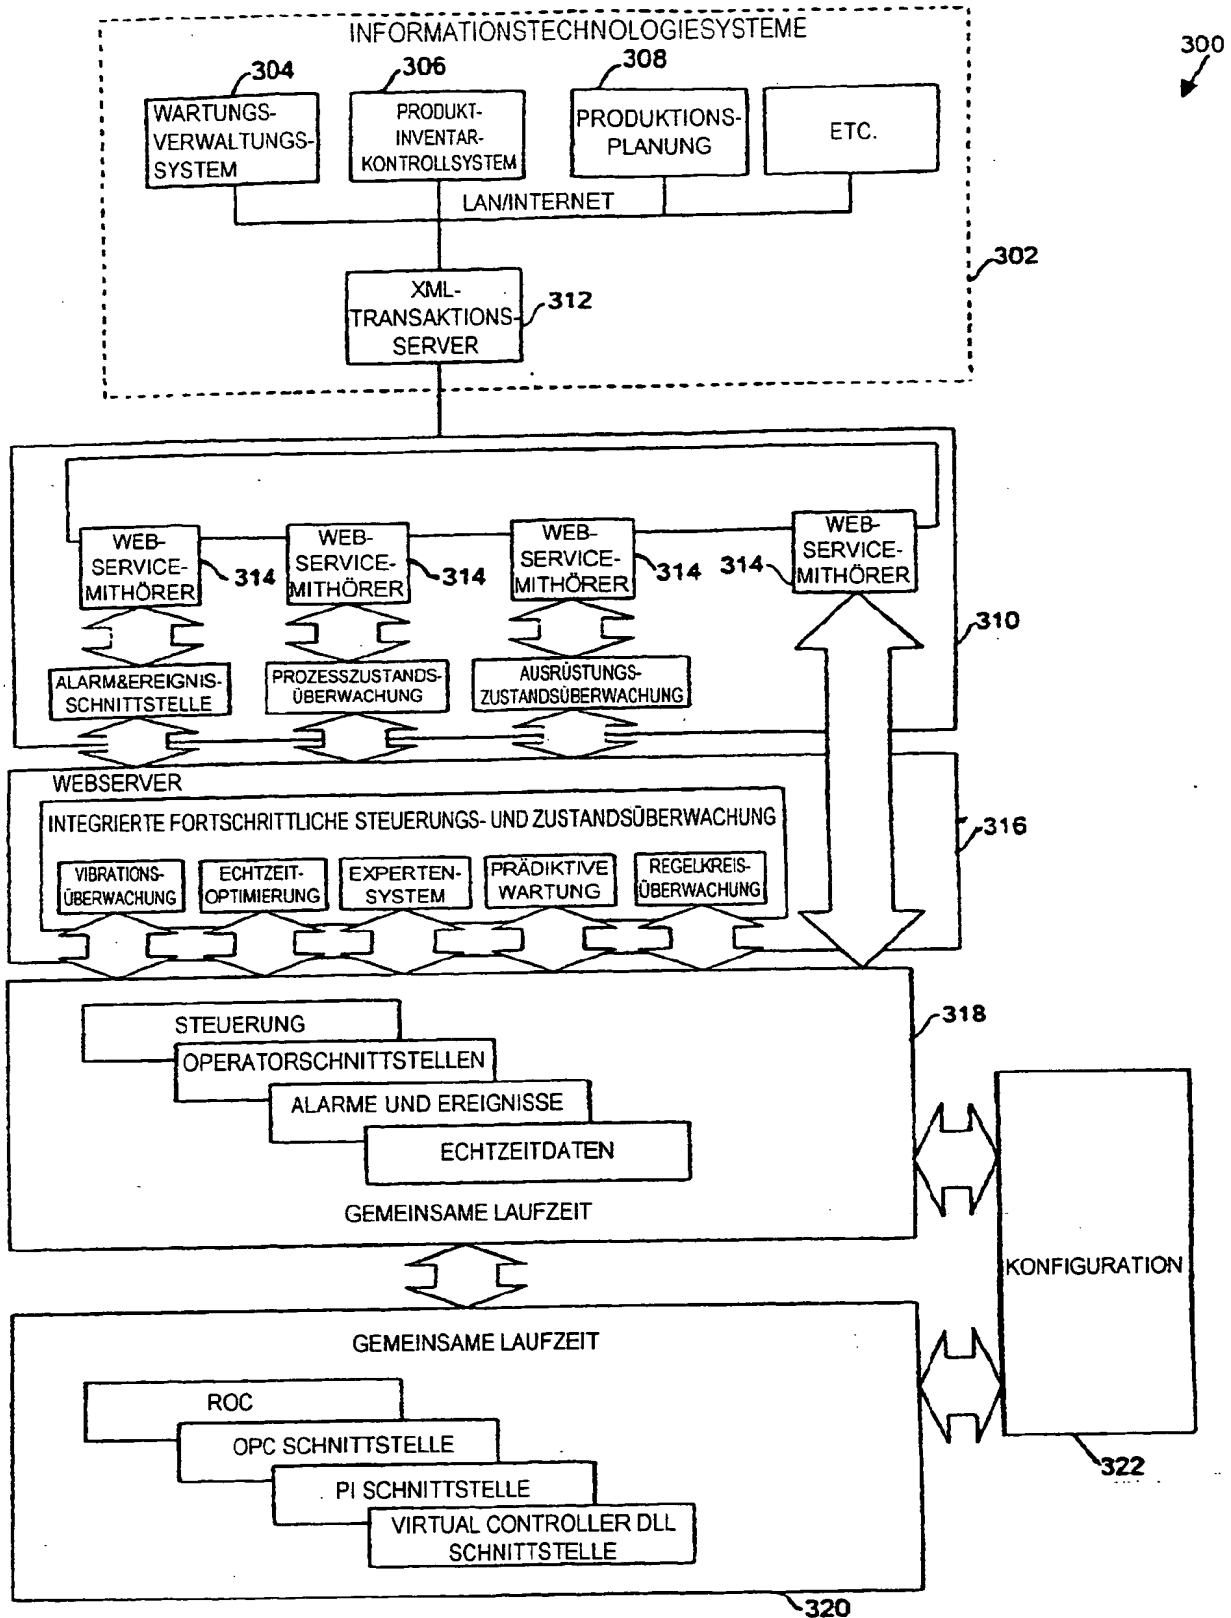 INFORMATIONSTECHNOLOGIESYSTEME
300
304
306
308
WARTUNGS-
VERWALTUNGS-
SYSTEM
PRODUKT-
INVENTAR-
KONTROLLSYSTEM
PRODUKTIONS-
PLANUNG
ETC.
LAN/INTERNET
302
XML-
TRANSAKTIONS-
SERVER
312
WEB-
SERVICE-
MITHÖRER
314
WEB-
SERVICE-
MITHÖRER
314
WEB-
SERVICE-
MITHÖRER
314
WEB-
SERVICE-
MITHÖRER
314
310
ALARM&EREIGNIS-
SCHNITTSTELLE
PROZESSZUSTANDS-
ÜBERWACHUNG
AUSRÜSTUNGS-
ZUSTANDSÜBERWACHUNG
WEBSERVER
INTEGRIERTE FORTSCHRITTLICHE STEUERUNGS- UND ZUSTANDSÜBERWACHUNG
316
VIBRATIONS-
ÜBERWACHUNG
ECHTZEIT-
OPTIMIERUNG
EXPERTEN-
SYSTEM
PRÄDIKTIVE
WARTUNG
REGELKREIS-
ÜBERWACHUNG
318
STEUERUNG
OPERATORSCHNITTSTELLEN
ALARME UND EREIGNISSE
ECHTZEITDATEN
GEMEINSAME LAUFZEIT
KONFIGURATION
322
GEMEINSAME LAUFZEIT
ROC
OPC SCHNITTSTELLE
PI SCHNITTSTELLE
VIRTUAL CONTROLLER DLL
SCHNITTSTELLE
320